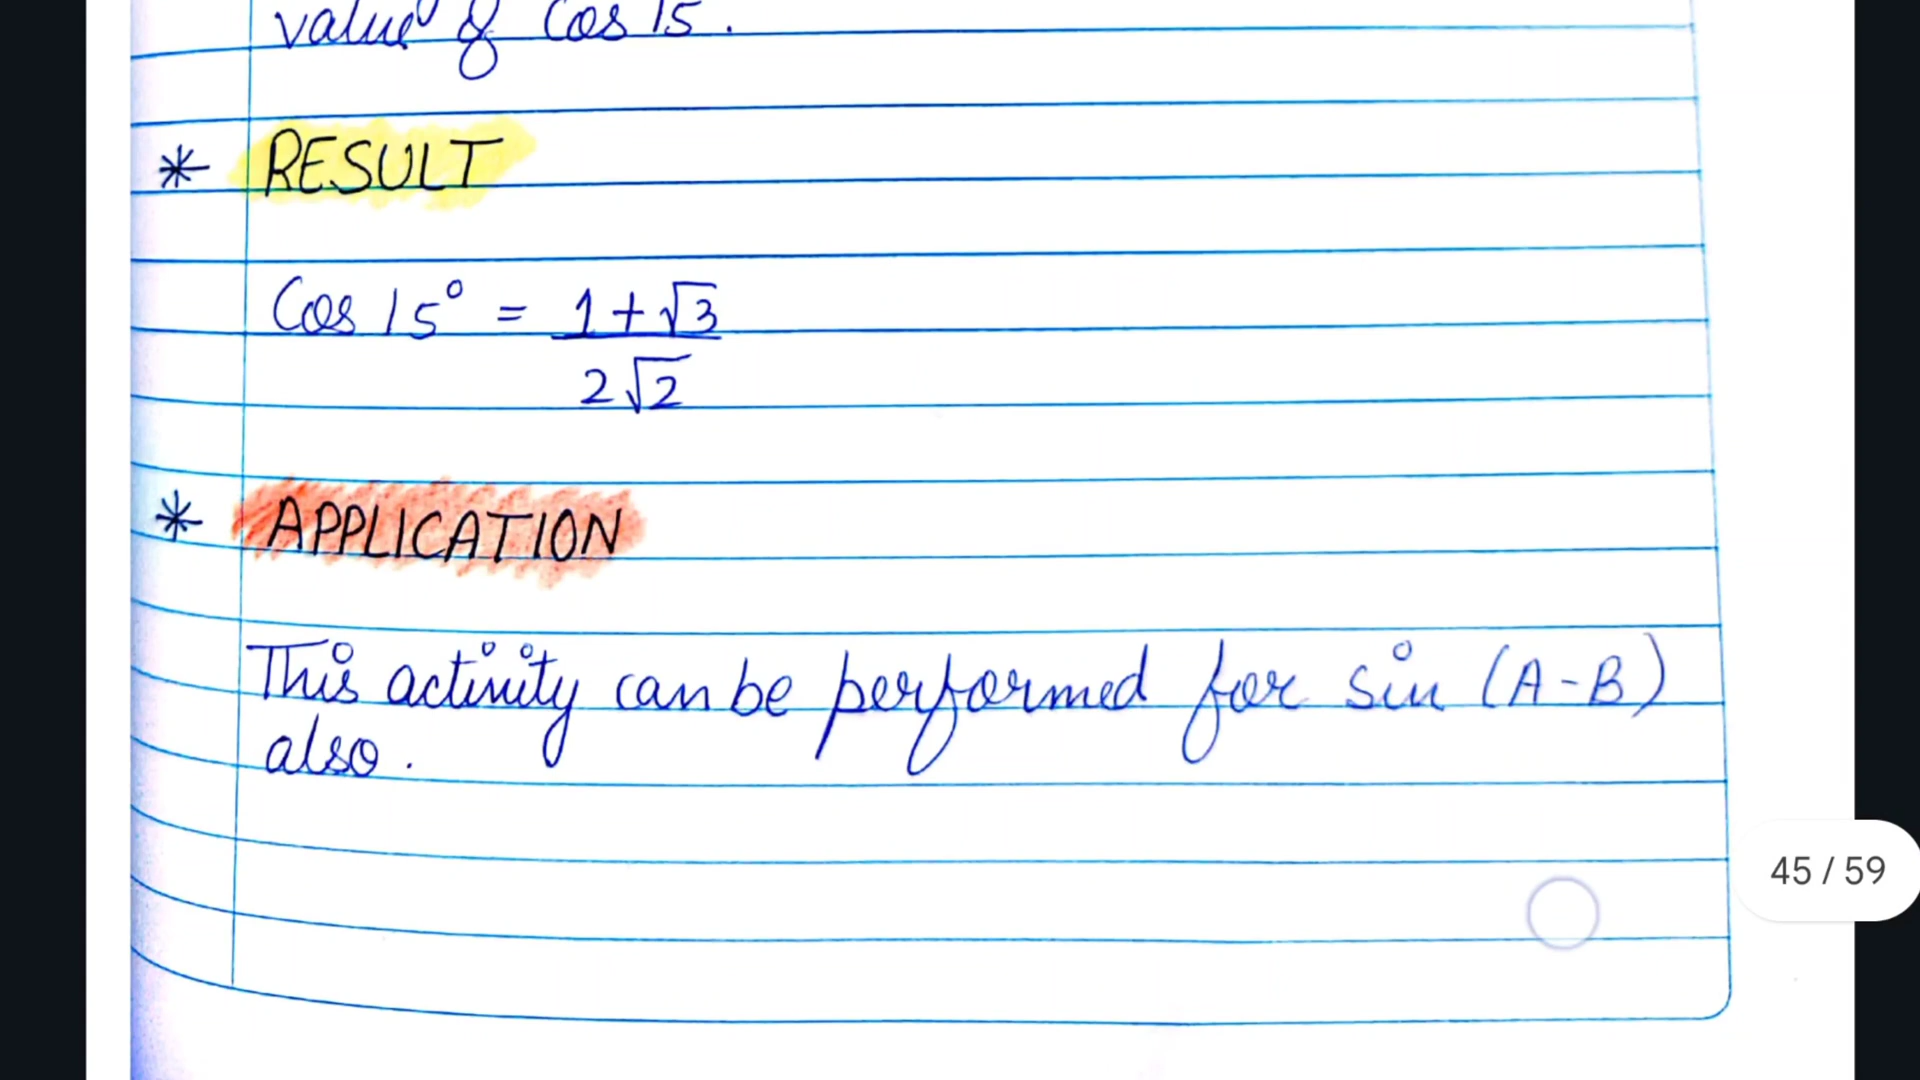 value of Cos 15.
* RESULT
Cos 15° = 1+√3
2√2
* APPLICATION
This activity can be performed for sin (A-B)
also.
45 / 59